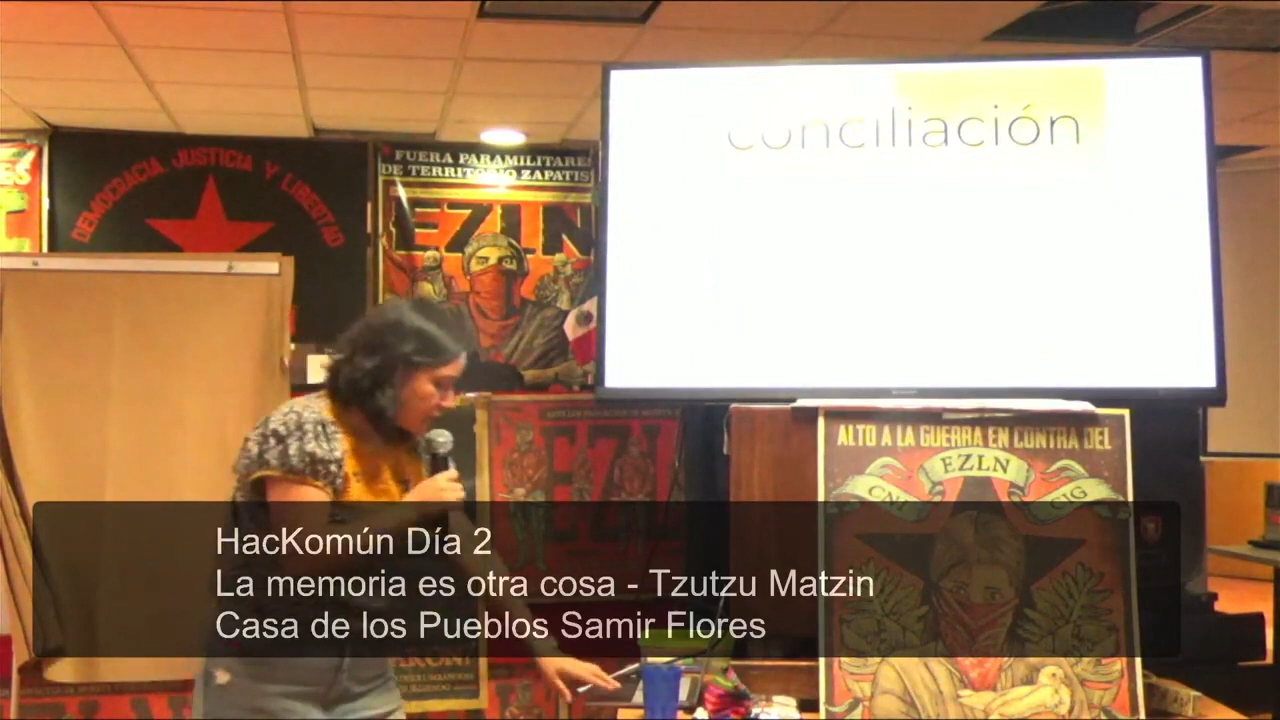 conciliación
DEMOCRACIA JUSTICIA Y LIBERTAD
FUERA PARAMILITARES
DE TERRITORIO ZAPATIS
EZLN
EZL
ALTO A LA GUERRA EN CONTRA DEL
EZLN
CNI
CIG
HacKomún Día 2
La memoria es otra cosa - Tzutzu Matzin
Casa de los Pueblos Samir Flores